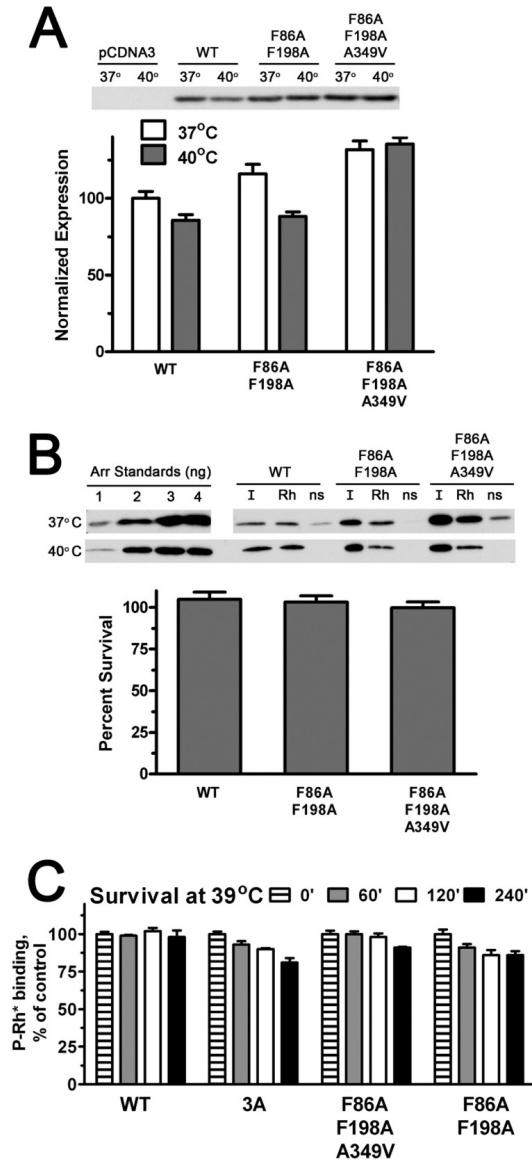 A
F86A
F86A F198A
pCDNA3 WT F198A A349V
37° 40° 37° 40° 37° 40° 37° 40°
37°C
40°C
Normalized Expression
100
50
0
WT F86A F86A
F198A F198A
A349V
B
F86A
F86A F198A
Arr Standards (ng) WT F198A A349V
1 2 3 4 I Rh ns I Rh ns I Rh ns
37°C
40°C
Percent Survival
100
75
50
25
0
WT F86A F86A
F198A F198A
A349V
C
Survival at 39°C 0' 60' 120' 240'
P-Rh* binding,
% of control
100
75
50
25
0
WT 3A F86A F86A
F198A F198A
A349V